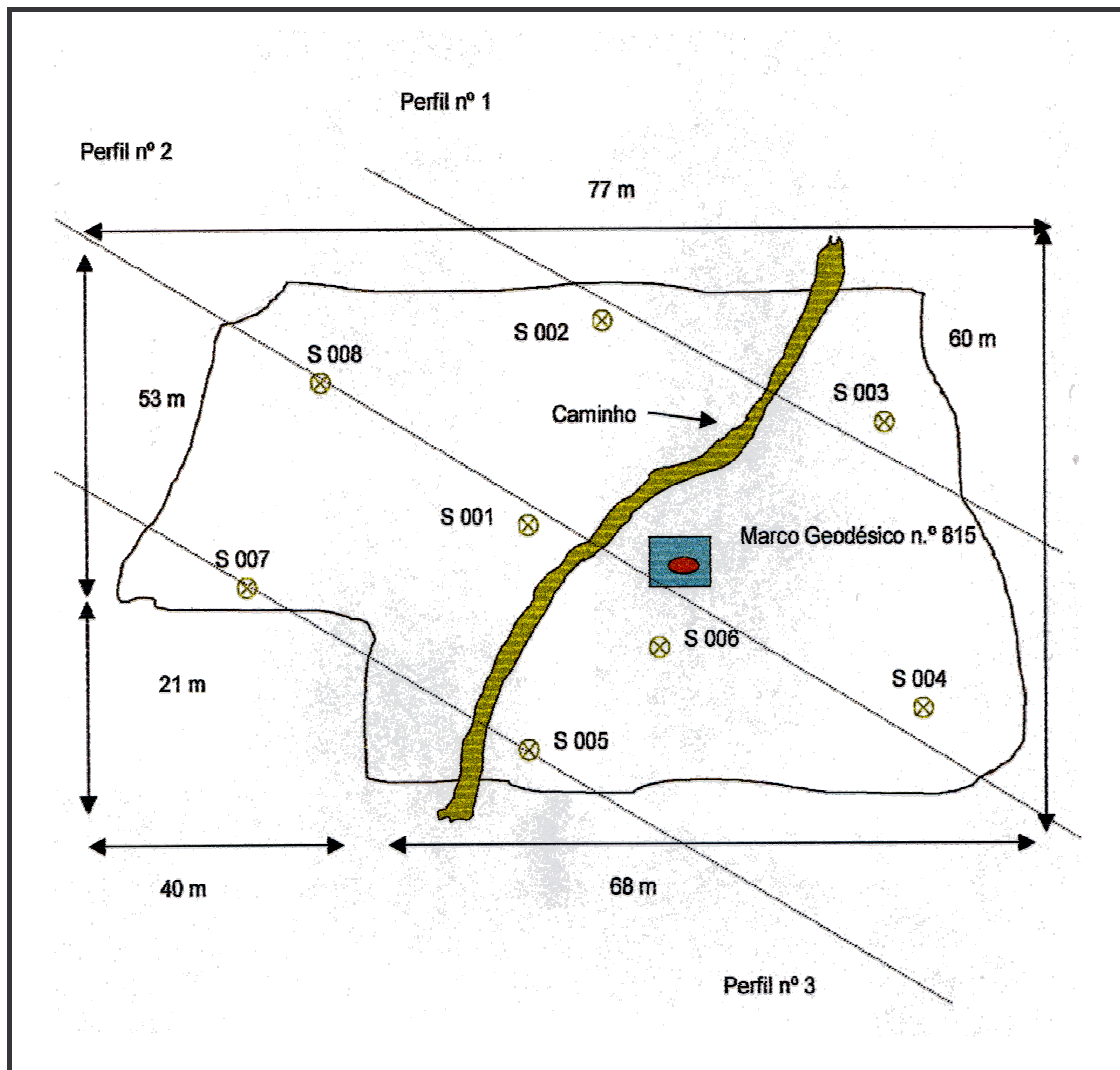 Perfil nº 1
Perfil nº 2
77 m
S 002
60 m
S 008
S 003
53 m
Caminho
S 001
Marco Geodésico n.º 815
S 007
S 006
21 m
S 004
S 005
40 m
68 m
Perfil nº 3